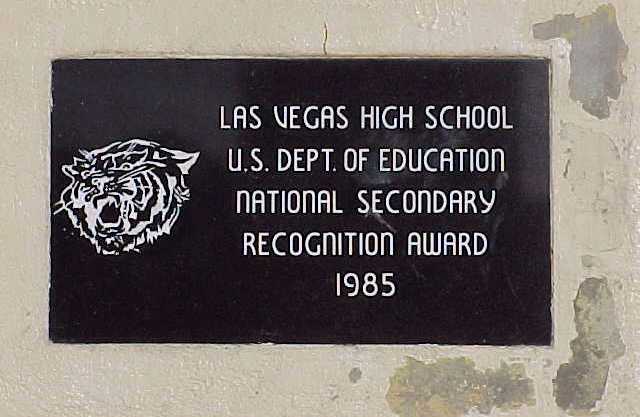 LAS VEGAS HIGH SCHOOL
U.S. DEPT. OF EDUCATION
NATIONAL SECONDARY
RECOGNITION AWARD
1985